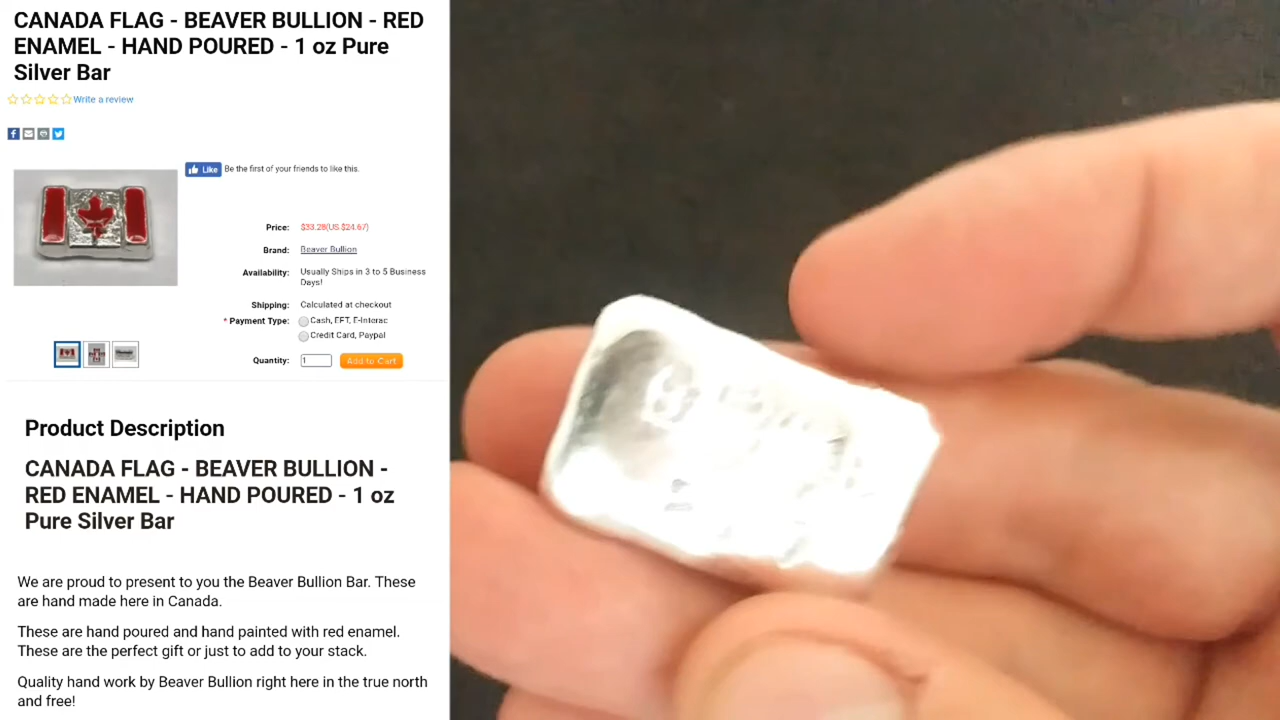 CANADA FLAG - BEAVER BULLION - RED
ENAMEL - HAND POURED - 1 oz Pure
Silver Bar
Write a review
Like Be the first of your friends to like this.
Price: $33.28(US $24.67)
Brand: Beaver Bullion
Availability: Usually Ships in 3 to 5 Business
Days!
Shipping: Calculated at checkout
* Payment Type: Cash, EFT, E-Interac
Credit Card, Paypal
Quantity: 1 Add to Cart
Product Description
CANADA FLAG - BEAVER BULLION -
RED ENAMEL - HAND POURED - 1 oz
Pure Silver Bar
We are proud to present to you the Beaver Bullion Bar. These
are hand made here in Canada.
These are hand poured and hand painted with red enamel.
These are the perfect gift or just to add to your stack.
Quality hand work by Beaver Bullion right here in the true north
and free!